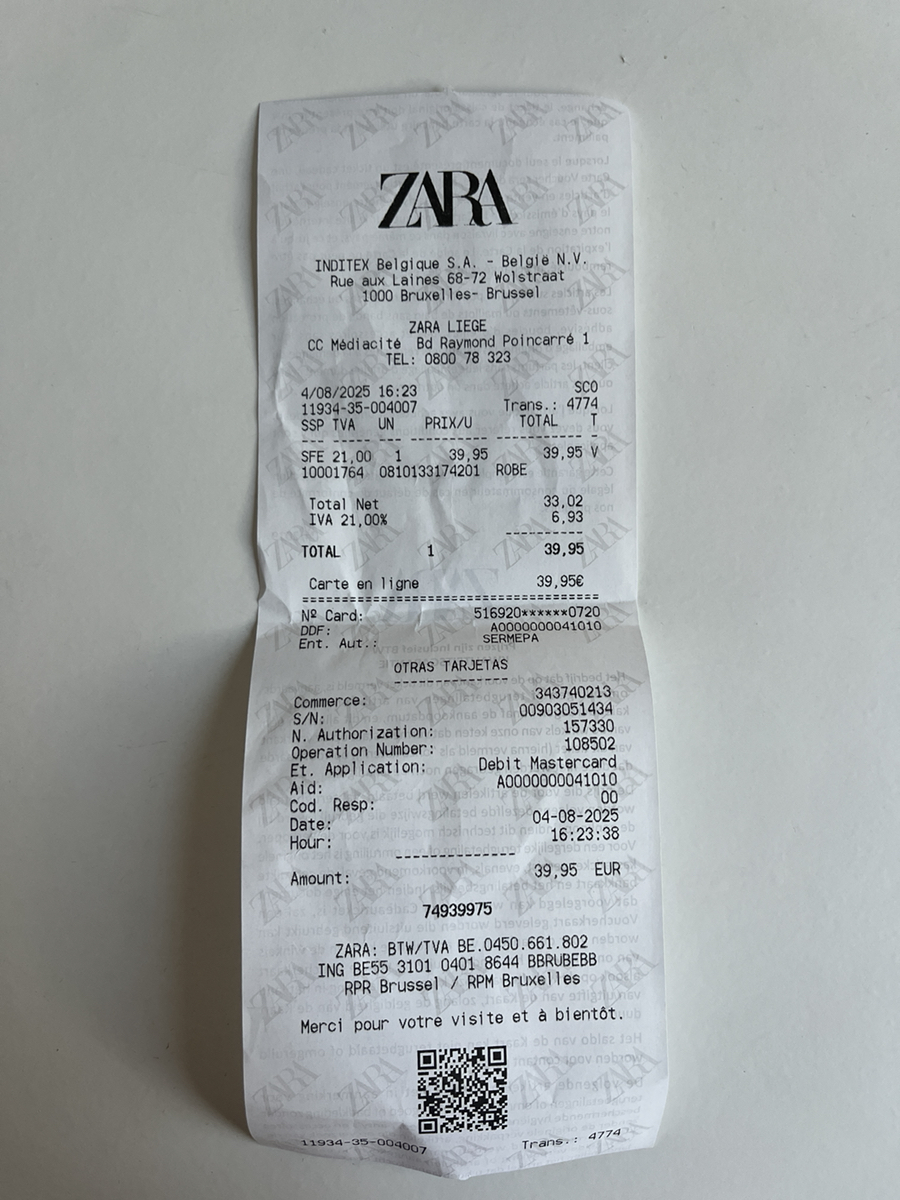 ZARA
INDITEX Belgique S.A. - België N.V.
Rue aux Laines 68-72 Wolstraat
1000 Bruxelles- Brussel
ZARA LIEGE
CC Médiacité Bd Raymond Poincarré 1
TEL: 0800 78 323
4/08/2025 16:23 SCO
11934-35-004007 Trans.: 4774
SSP TVA UN PRIX/U TOTAL T
SFE 21,00 1 39,95 39,95 V
10001764 0810133174201 ROBE
Total Net 33,02
IVA 21,00% 6,93
TOTAL 1 39,95
Carte en ligne 39,95€
Nº Card: 516920******0720
DDF: A0000000041010
Ent. Aut.: SERMEPA
OTRAS TARJETAS
Commerce: 343740213
S/N: 00903051434
N. Authorization: 157330
Operation Number: 108502
Et. Application: Debit Mastercard
Aid: A0000000041010
Cod. Resp: 00
Date: 04-08-2025
Hour: 16:23:38
Amount: 39,95 EUR
74939975
ZARA: BTW/TVA BE.0450.661.802
ING BE55 3101 0401 8644 BBRUBEBB
RPR Brussel / RPM Bruxelles
Merci pour votre visite et à bientôt.
11934-35-004007 Trans.: 4774